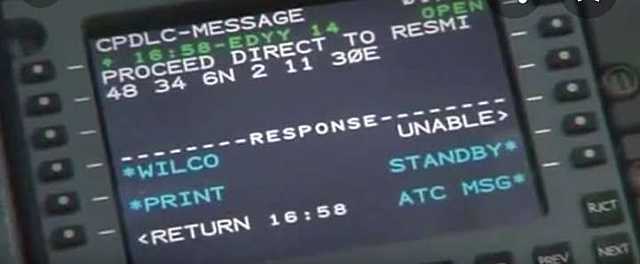 CPDLC-MESSAGE
16:58-EDYY 14 OPEN
PROCEED DIRECT TO RESMI
48 34 6N 2 11 30E
--------RESPONSE--------
UNABLE>
*WILCO STANDBY*
*PRINT ATC MSG*
<RETURN 16:58
RJCT
PREV NEXT